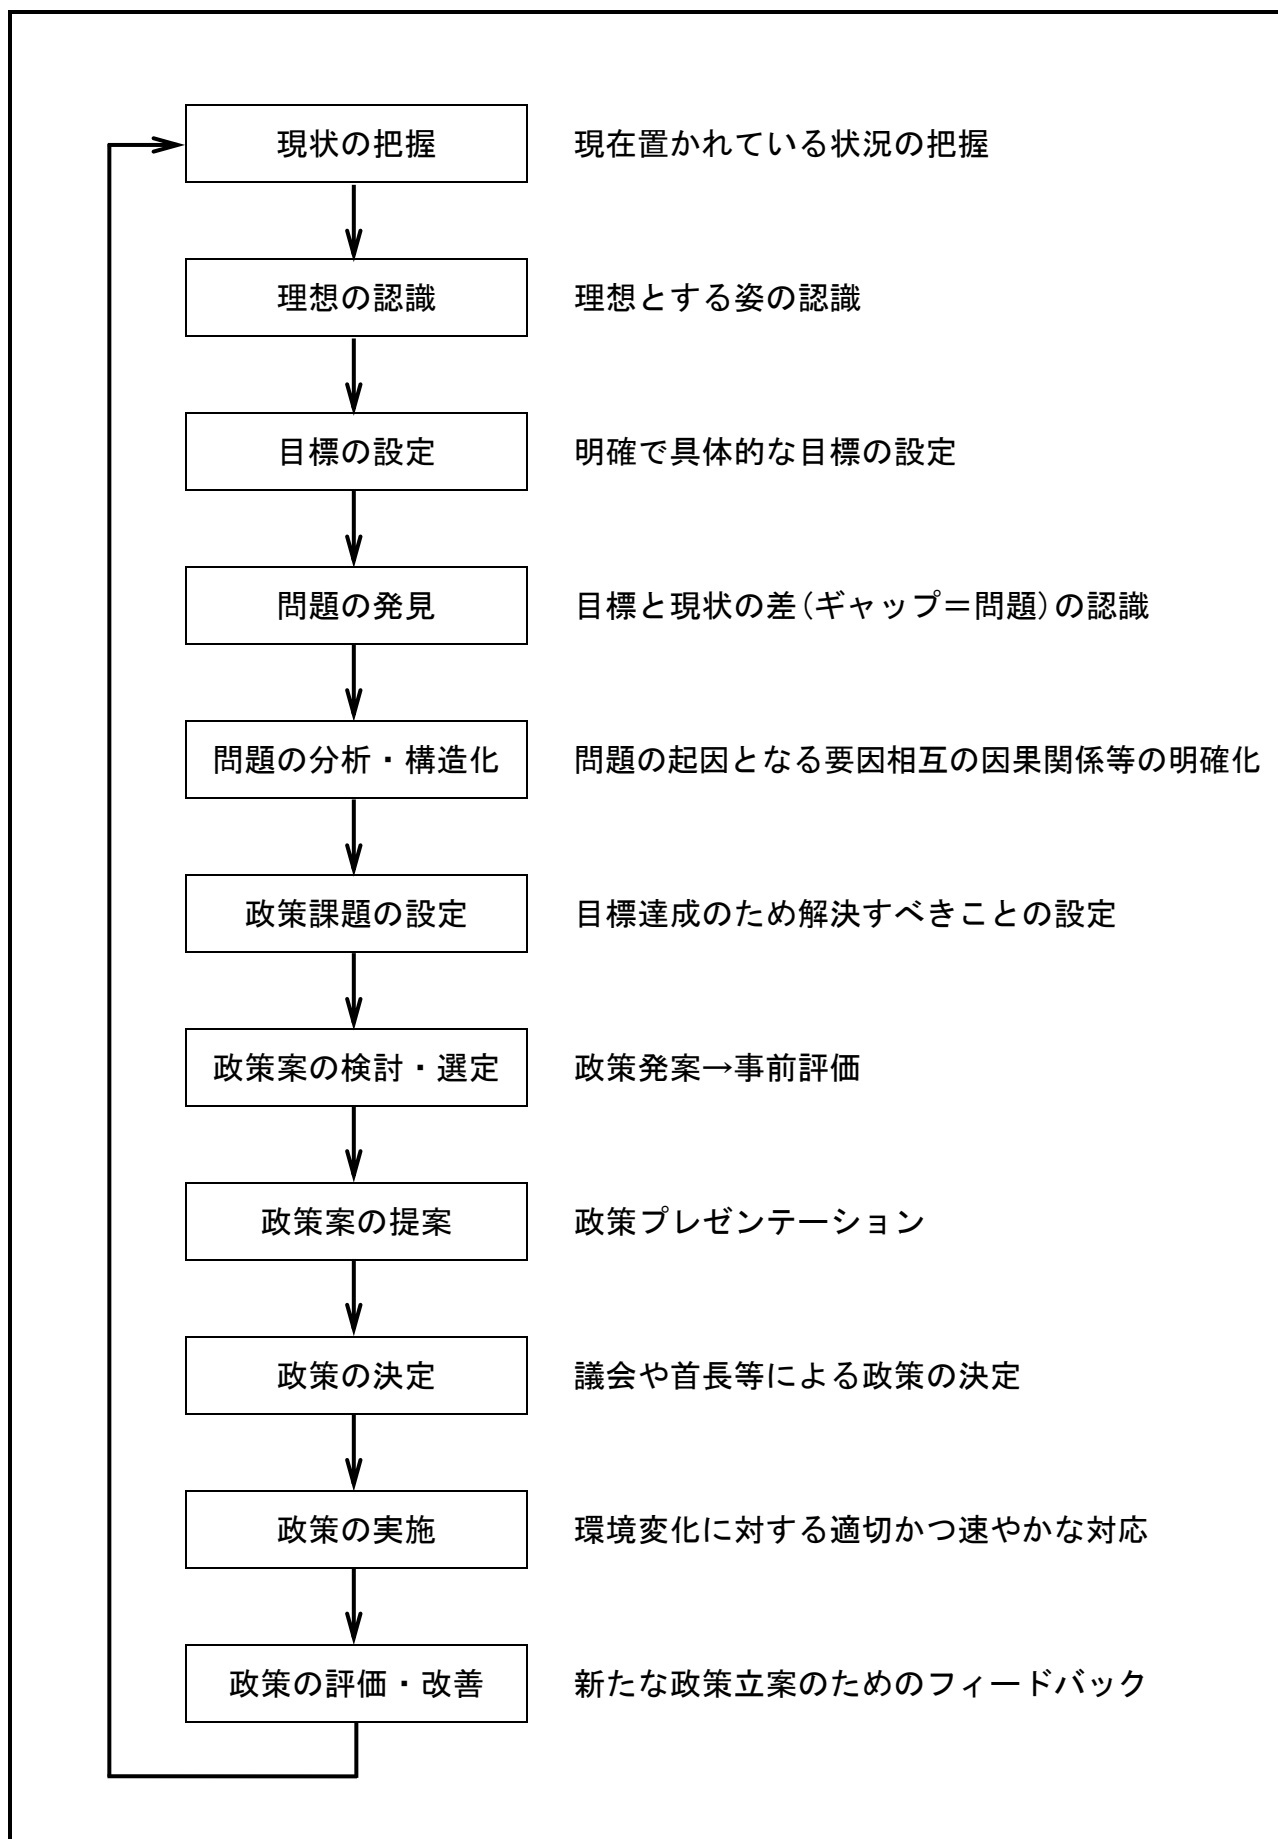 現状の把握 現在置かれている状況の把握
理想の認識 理想とする姿の認識
目標の設定 明確で具体的な目標の設定
問題の発見 目標と現状の差(ギャップ＝問題)の認識
問題の分析・構造化 問題の起因となる要因相互の因果関係等の明確化
政策課題の設定 目標達成のため解決すべきことの設定
政策案の検討・選定 政策発案→事前評価
政策案の提案 政策プレゼンテーション
政策の決定 議会や首長等による政策の決定
政策の実施 環境変化に対する適切かつ速やかな対応
政策の評価・改善 新たな政策立案のためのフィードバック